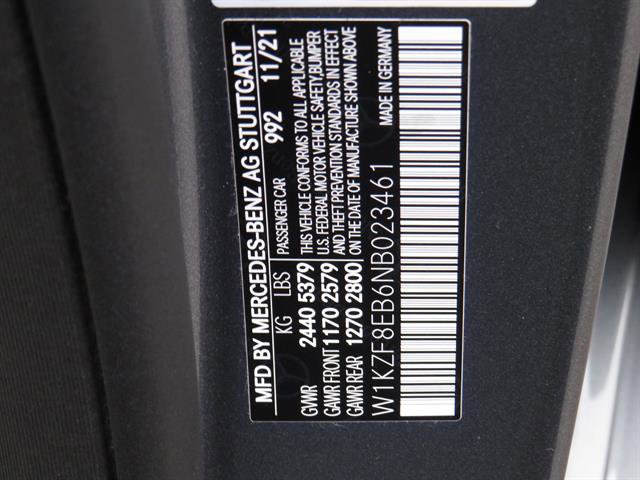 MFD BY MERCEDES-BENZ AG STUTTGART
PASSENGER CAR 992 11/21
KG LBS
GVWR 2440 5379
GAWR FRONT 1170 2579
GAWR REAR 1270 2800
THIS VEHICLE CONFORMS TO ALL APPLICABLE
U.S. FEDERAL MOTOR VEHICLE SAFETY, BUMPER
AND THEFT PREVENTION STANDARDS IN EFFECT
ON THE DATE OF MANUFACTURE SHOWN ABOVE
W1KZF8EB6NB023461
MADE IN GERMANY